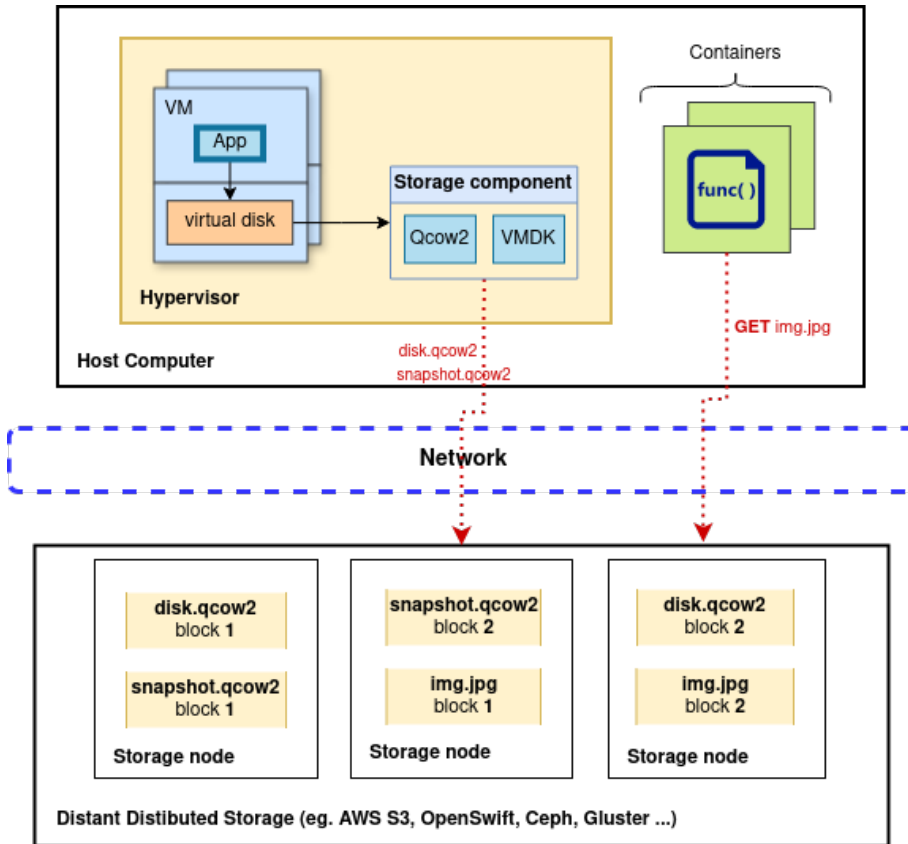 Containers
VM
App
virtual disk
Storage component
Qcow2
VMDK
func( )
Hypervisor
GET img.jpg
Host Computer
disk.qcow2
snapshot.qcow2
Network
disk.qcow2
block 1
snapshot.qcow2
block 1
Storage node
snapshot.qcow2
block 2
img.jpg
block 1
Storage node
disk.qcow2
block 2
img.jpg
block 2
Storage node
Distant Distibuted Storage (eg. AWS S3, OpenSwift, Ceph, Gluster ...)